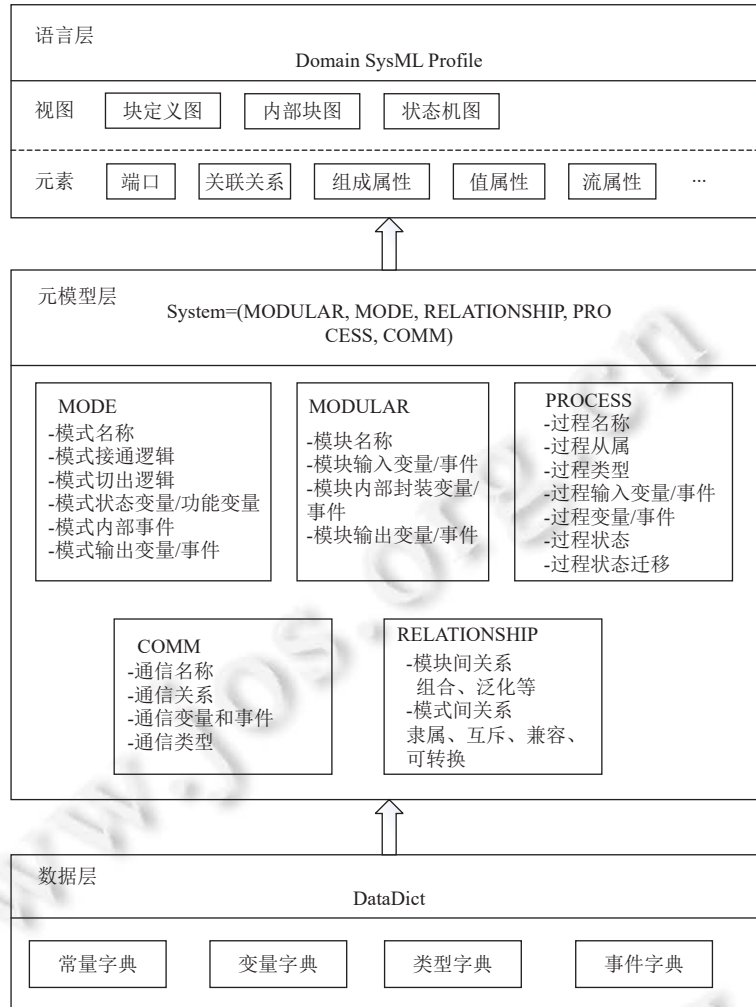 语言层
Domain SysML Profile
视图 块定义图 内部块图 状态机图
元素 端口 关联关系 组成属性 值属性 流属性 ...
元模型层
System=(MODULAR, MODE, RELATIONSHIP, PRO
CESS, COMM)
MODE
-模式名称
-模式接通逻辑
-模式切出逻辑
-模式状态变量/功能变量
-模式内部事件
-模式输出变量/事件
MODULAR
-模块名称
-模块输入变量/事件
-模块内部封装变量/
事件
-模块输出变量/事件
PROCESS
-过程名称
-过程从属
-过程类型
-过程输入变量/事件
-过程变量/事件
-过程状态
-过程状态迁移
COMM
-通信名称
-通信关系
-通信变量和事件
-通信类型
RELATIONSHIP
-模块间关系
组合、泛化等
-模式间关系
隶属、互斥、兼容、
可转换
数据层
DataDict
常量字典 变量字典 类型字典 事件字典
www.jos.org.cn